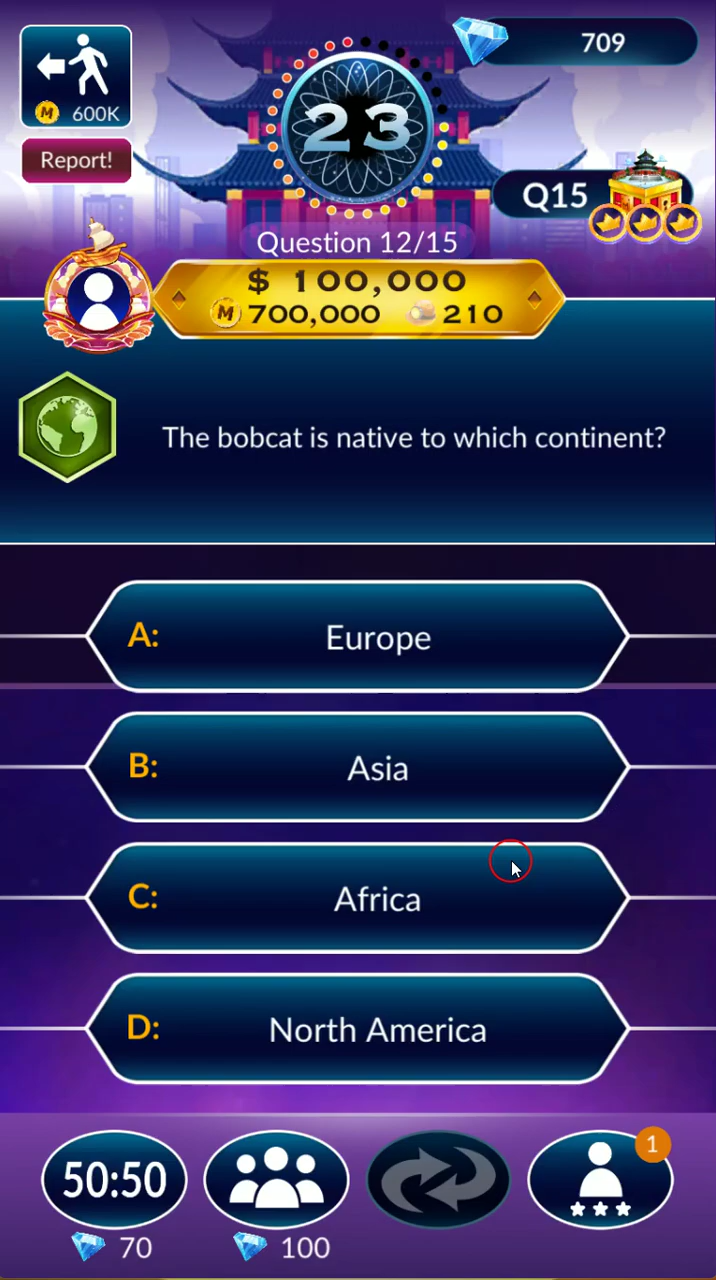 709
23
M 600K
Report!
Q15
Question 12/15
$ 100,000
M 700,000 210
The bobcat is native to which continent?
A: Europe
B: Asia
C: Africa
D: North America
1
50:50
70 100